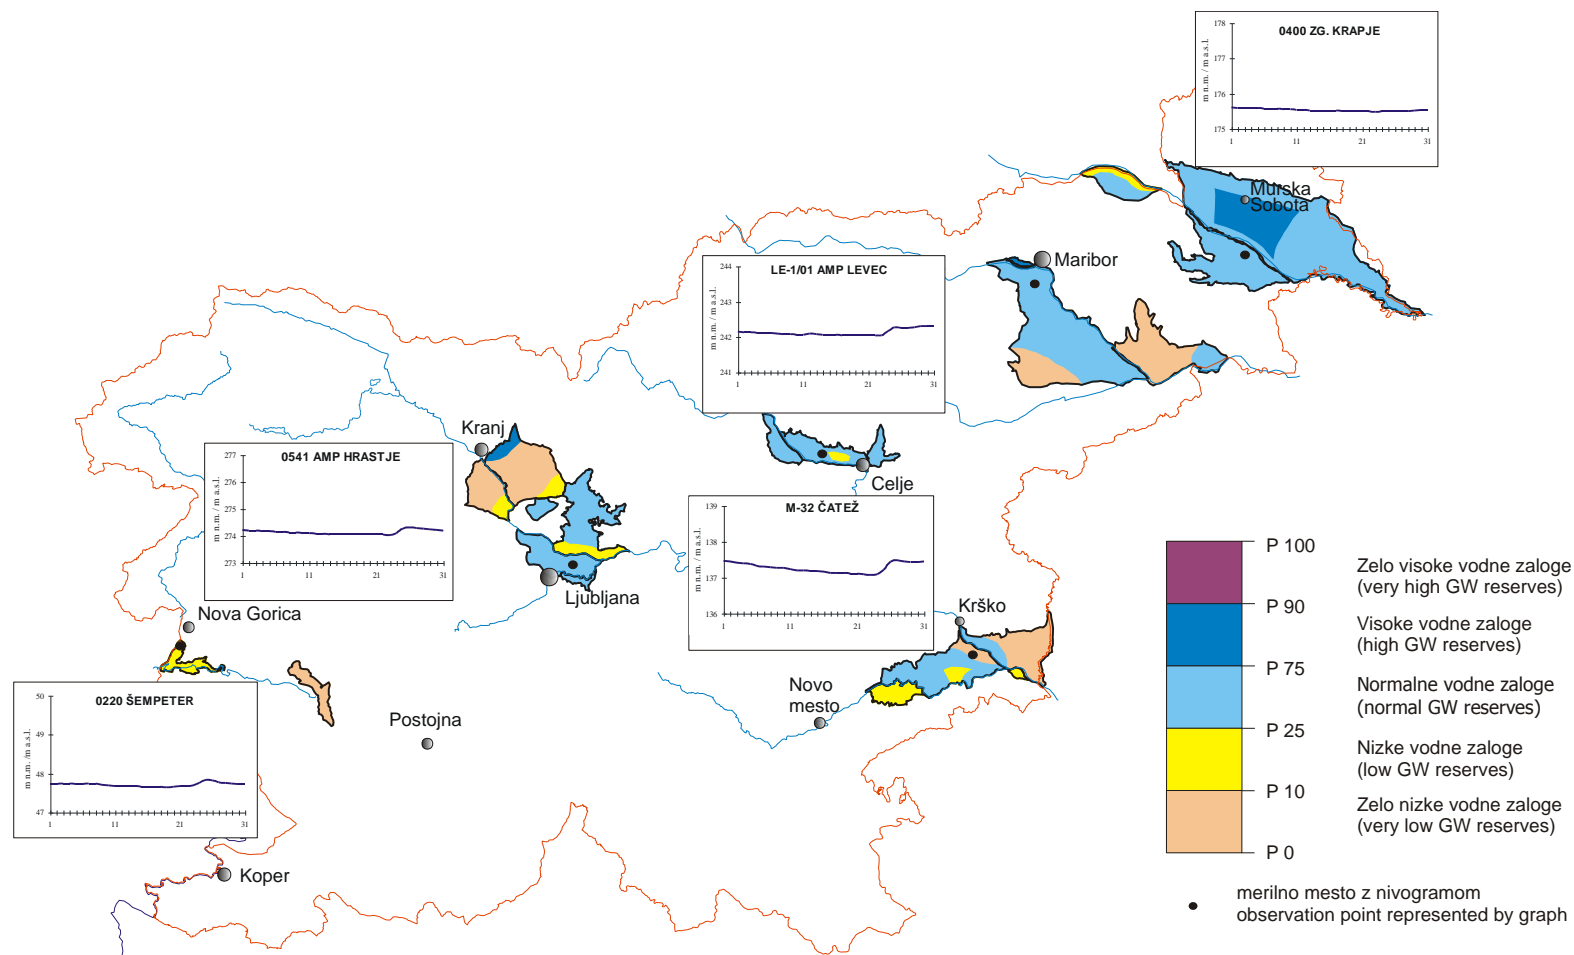 0400 ZG. KRAPJE
m n.m. / m a.s.l.
178
177
176
175
1
11
21
31
Murska
Sobota
Maribor
LE-1/01 AMP LEVEC
m n.m. / m a.s.l.
244
243
242
241
1
11
21
31
Kranj
Celje
0541 AMP HRASTJE
m n.m. / m a.s.l.
277
276
275
274
273
1
11
21
31
M-32 ČATEŽ
m n.m. / m a.s.l.
139
138
137
136
1
11
21
31
Ljubljana
Nova Gorica
Krško
Novo
mesto
Postojna
0220 ŠEMPETER
m n.m. /m a.s.l.
50
49
48
47
1
11
21
31
Koper
P 100
Zelo visoke vodne zaloge
(very high GW reserves)
P 90
Visoke vodne zaloge
(high GW reserves)
P 75
Normalne vodne zaloge
(normal GW reserves)
P 25
Nizke vodne zaloge
(low GW reserves)
P 10
Zelo nizke vodne zaloge
(very low GW reserves)
P 0
merilno mesto z nivogramom
observation point represented by graph